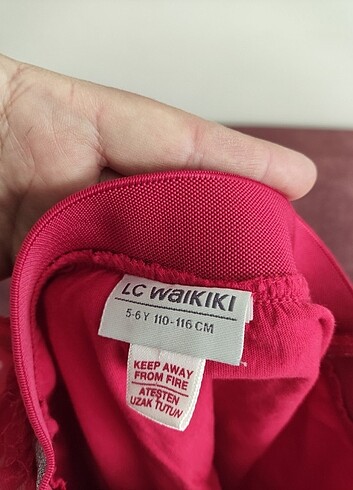 LC WAIKIKI
5-6 Y 110-116 CM
KEEP AWAY
FROM FIRE
ATEŞTEN
UZAK TUTUN